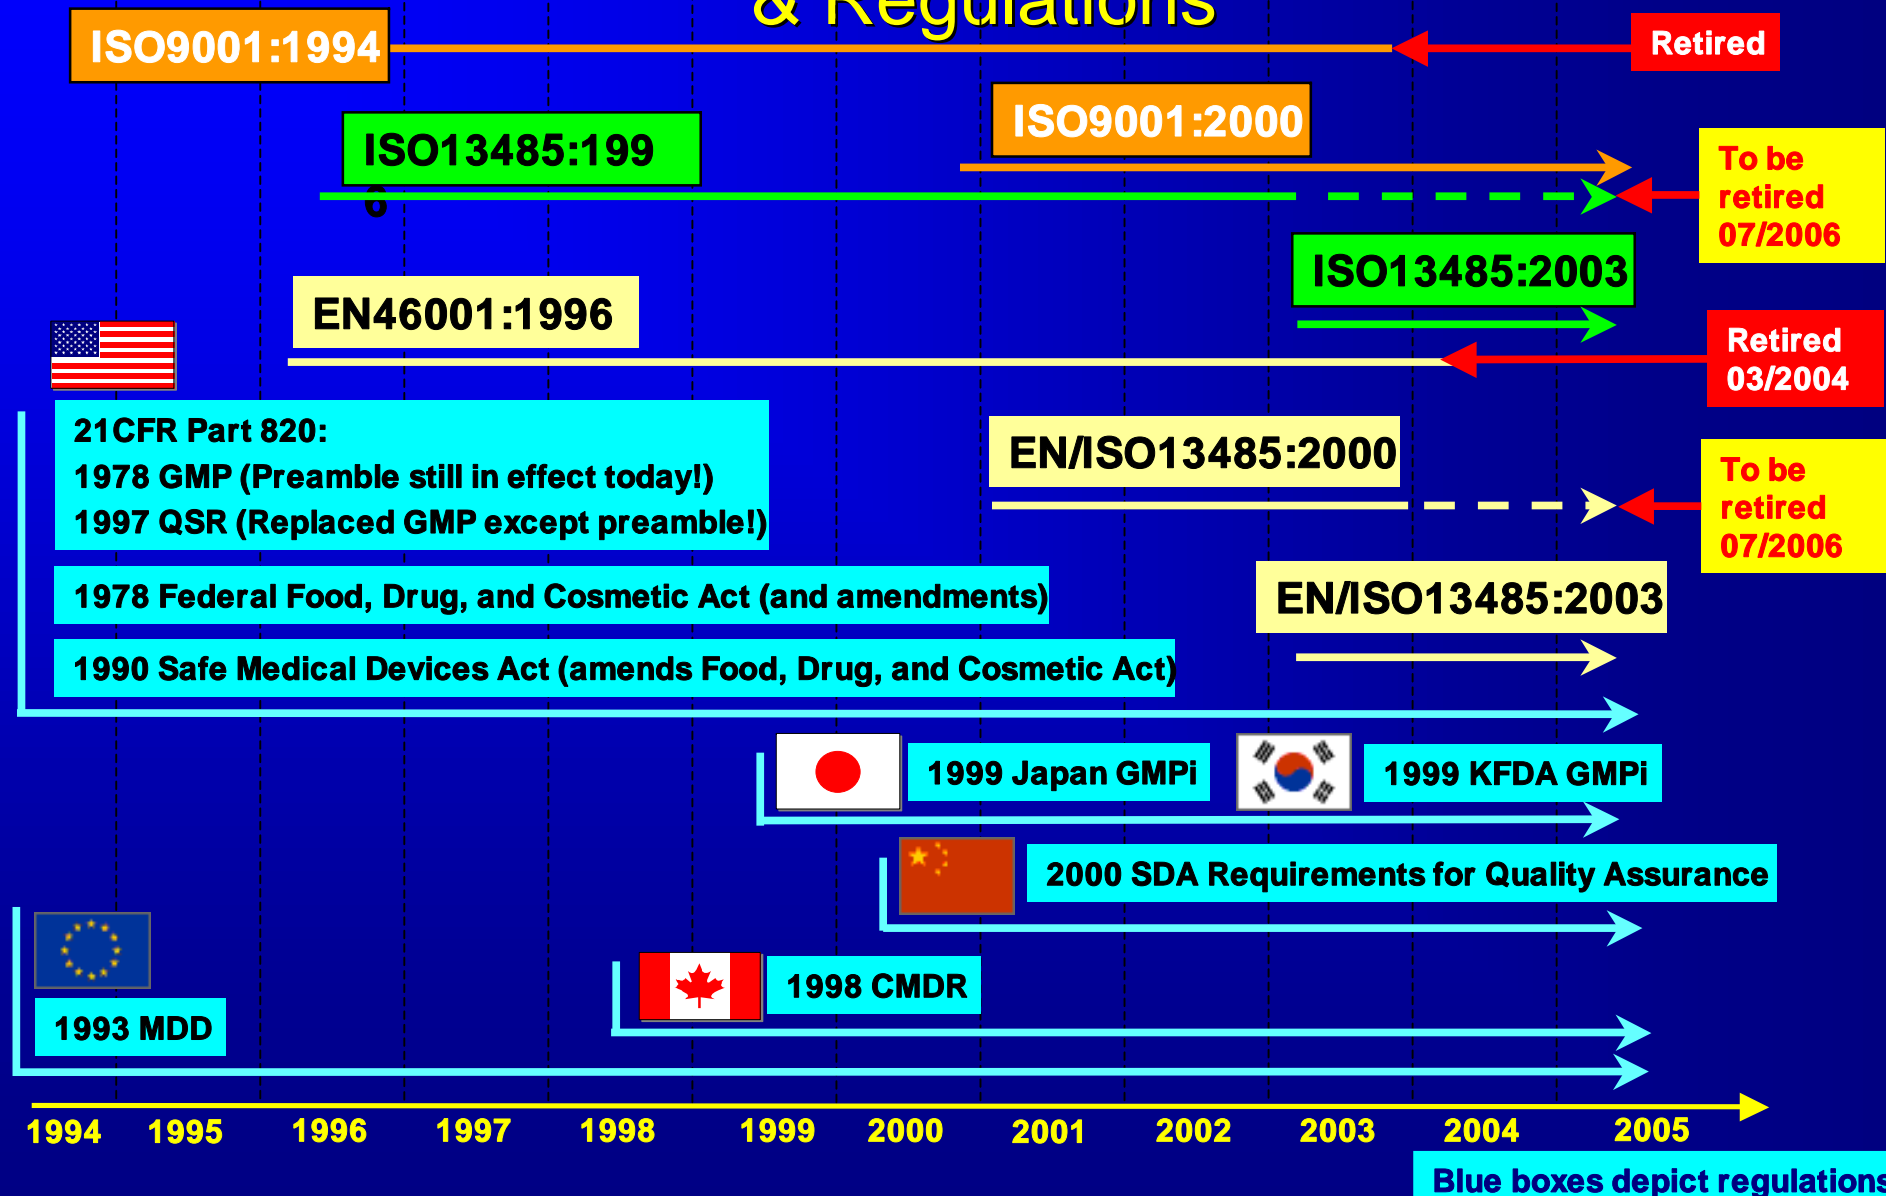 & Regulations
ISO9001:1994
Retired
ISO9001:2000
ISO13485:199
6
To be
retired
07/2006
ISO13485:2003
EN46001:1996
Retired
03/2004
21CFR Part 820:
1978 GMP (Preamble still in effect today!)
1997 QSR (Replaced GMP except preamble!)
EN/ISO13485:2000
To be
retired
07/2006
1978 Federal Food, Drug, and Cosmetic Act (and amendments)
EN/ISO13485:2003
1990 Safe Medical Devices Act (amends Food, Drug, and Cosmetic Act)
1999 Japan GMPi
1999 KFDA GMPi
2000 SDA Requirements for Quality Assurance
1998 CMDR
1993 MDD
1994 1995 1996 1997 1998 1999 2000 2001 2002 2003 2004 2005
Blue boxes depict regulations